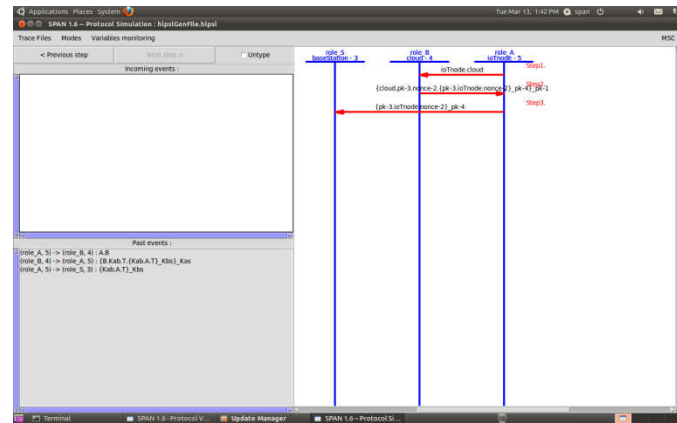 Applications Places System
Tue Mar 13, 1:42 PM span
SPAN 1.6 - Protocol Simulation : hlpslGenFile.hlpsl
Trace Files Modes Variables monitoring MSC
< Previous step Next step > Untype
Incoming events :
role_S role_B role_A
baseStation - 3 cloud - 4 ioTnode - 5
Step1.
ioTnode.cloud
Step2.
{cloud.pk-3.nonce-2.{pk-3.ioTnode.nonce-2}_pk-4}_pk-1
Step3.
{pk-3.ioTnode.nonce-2}_pk-4
Past events :
(role_A, 5) -> (role_B, 4) : A.B
(role_B, 4) -> (role_A, 5) : {B.Kab.T.{Kab.A.T}_Kbs}_Kas
(role_A, 5) -> (role_S, 3) : {Kab.A.T}_Kbs
Terminal SPAN 1.6 - Protocol V... Update Manager SPAN 1.6 - Protocol Si...